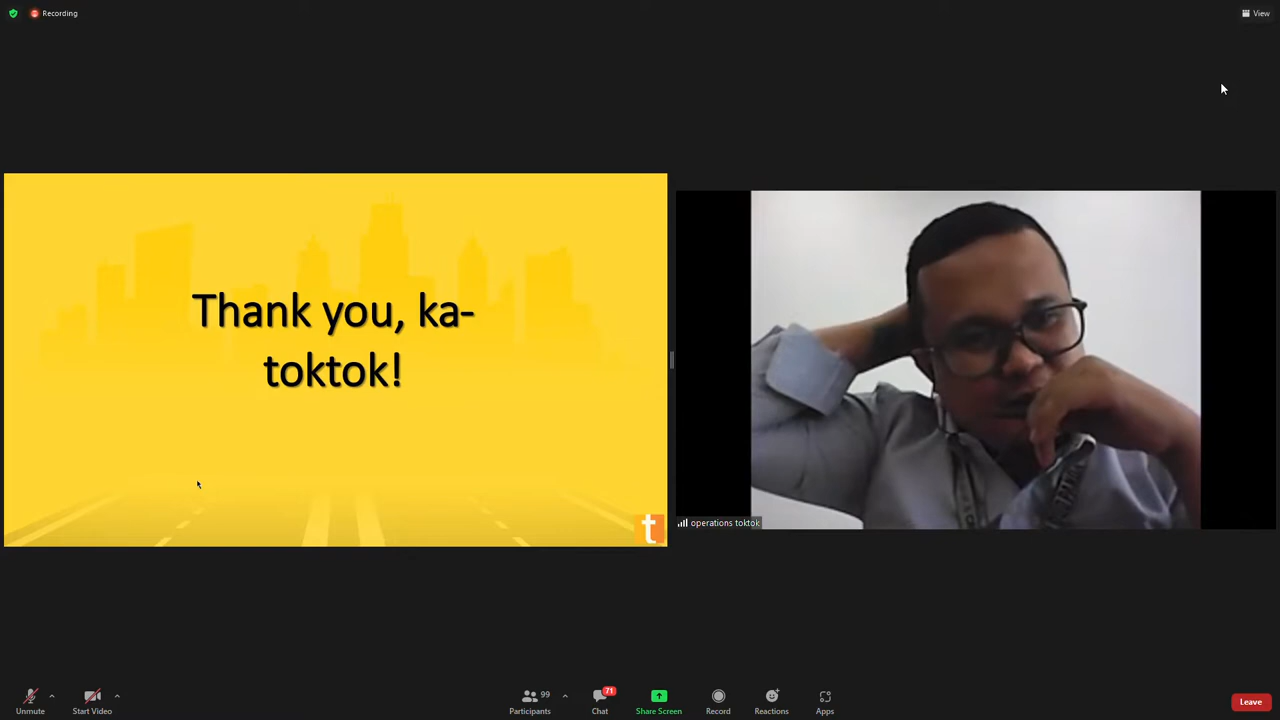 Recording
View
Thank you, ka-
toktok!
t
operations toktok
Unmute
Start Video
99
Participants
71
Chat
Share Screen
Record
Reactions
Apps
Leave